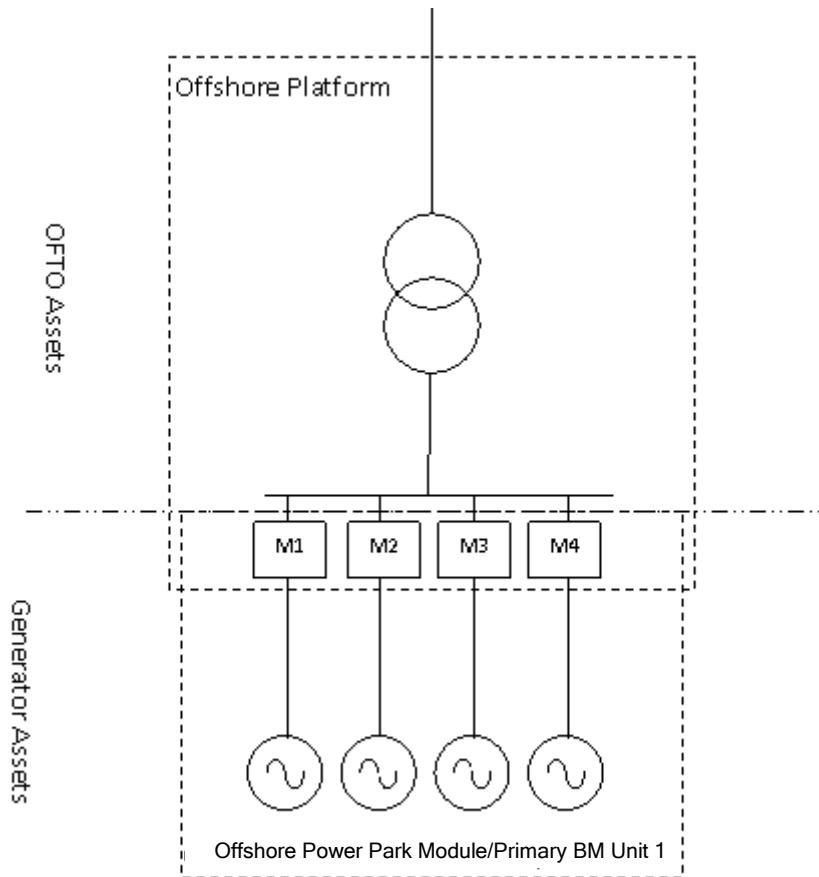 Offshore Platform
OFTO Assets
M1 M2 M3 M4
Generator Assets
Offshore Power Park Module/Primary BM Unit 1